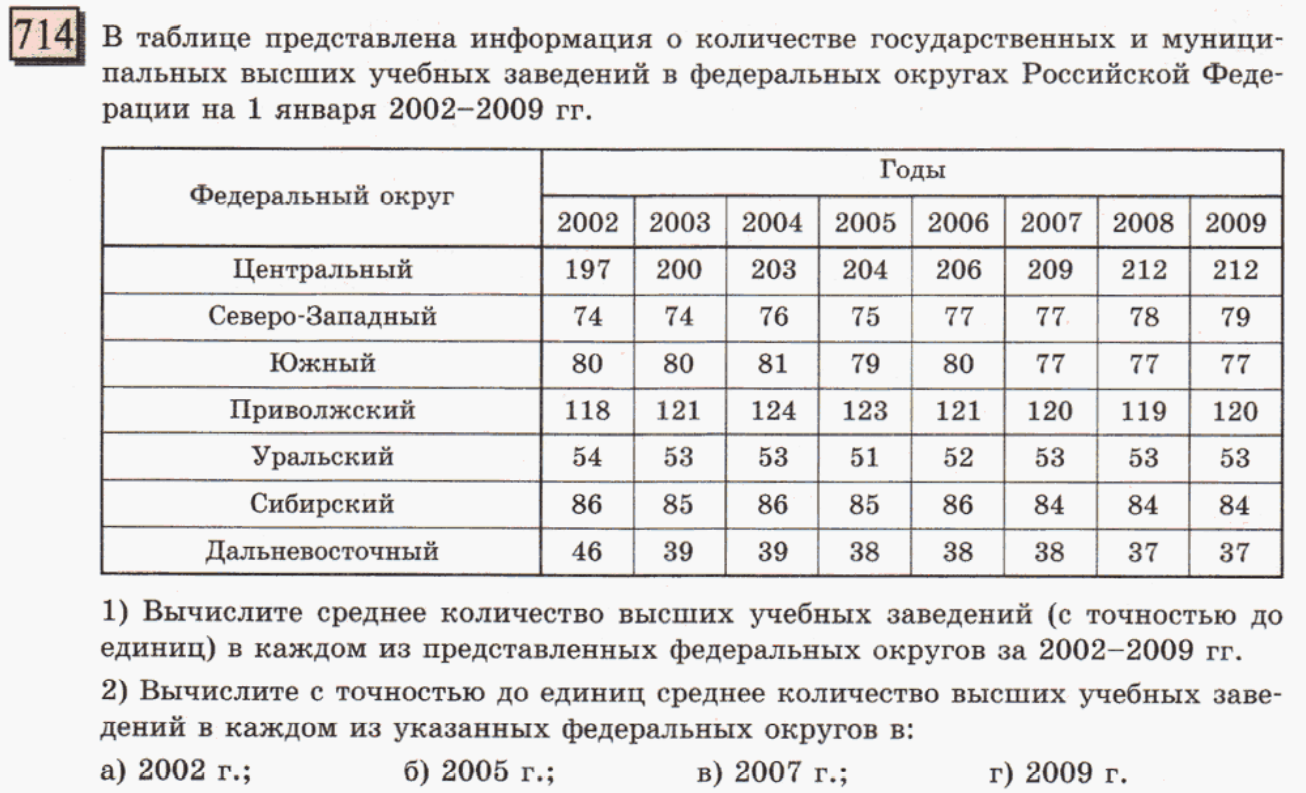 714
В таблице представлена информация о количестве государственных и муници-
пальных высших учебных заведений в федеральных округах Российской Феде-
рации на 1 января 2002–2009 гг.
Федеральный округ Годы
2002 2003 2004 2005 2006 2007 2008 2009
Центральный 197 200 203 204 206 209 212 212
Северо-Западный 74 74 76 75 77 77 78 79
Южный 80 80 81 79 80 77 77 77
Приволжский 118 121 124 123 121 120 119 120
Уральский 54 53 53 51 52 53 53 53
Сибирский 86 85 86 85 86 84 84 84
Дальневосточный 46 39 39 38 38 38 37 37
1) Вычислите среднее количество высших учебных заведений (с точностью до
единиц) в каждом из представленных федеральных округов за 2002–2009 гг.
2) Вычислите с точностью до единиц среднее количество высших учебных заве-
дений в каждом из указанных федеральных округов в:
а) 2002 г.; б) 2005 г.; в) 2007 г.; г) 2009 г.